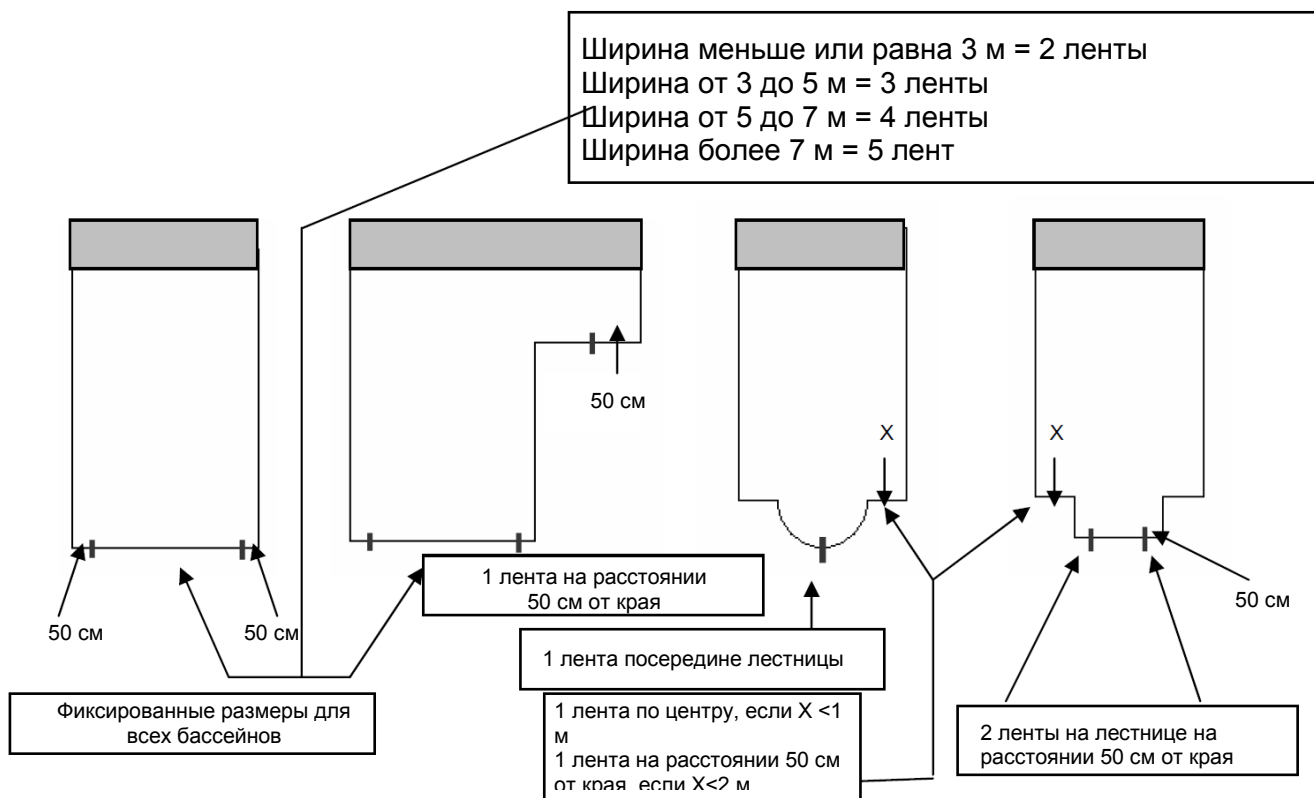 Ширина меньше или равна 3 м = 2 ленты
Ширина от 3 до 5 м = 3 ленты
Ширина от 5 до 7 м = 4 ленты
Ширина более 7 м = 5 лент
50 см
X
X
50 см
50 см
1 лента на расстоянии
50 см от края
50 см
1 лента посередине лестницы
Фиксированные размеры для
всех бассейнов
1 лента по центру, если X <1
м
1 лента на расстоянии 50 см
от края, если X<2 м
2 ленты на лестнице на
расстоянии 50 см от края